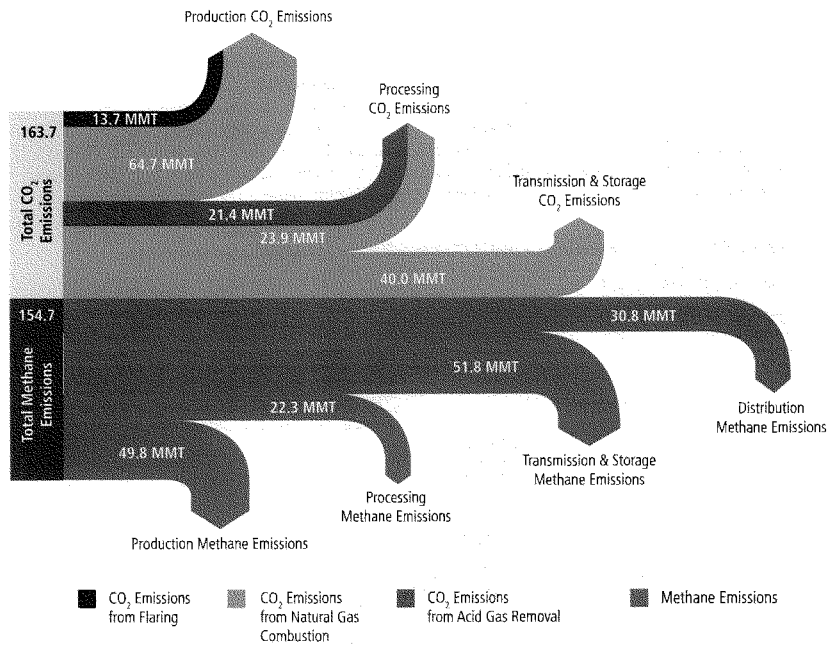 Production CO₂ Emissions
Processing
CO₂ Emissions
13.7 MMT
163.7
64.7 MMT
Transmission & Storage
CO₂ Emissions
Total CO₂
Emissions
21.4 MMT
23.9 MMT
40.0 MMT
154.7
30.8 MMT
Total Methane
Emissions
51.8 MMT
22.3 MMT
Distribution
Methane Emissions
49.8 MMT
Transmission & Storage
Methane Emissions
Processing
Methane Emissions
Production Methane Emissions
CO₂ Emissions
from Flaring
CO₂ Emissions
from Natural Gas
Combustion
CO₂ Emissions
from Acid Gas Removal
Methane Emissions